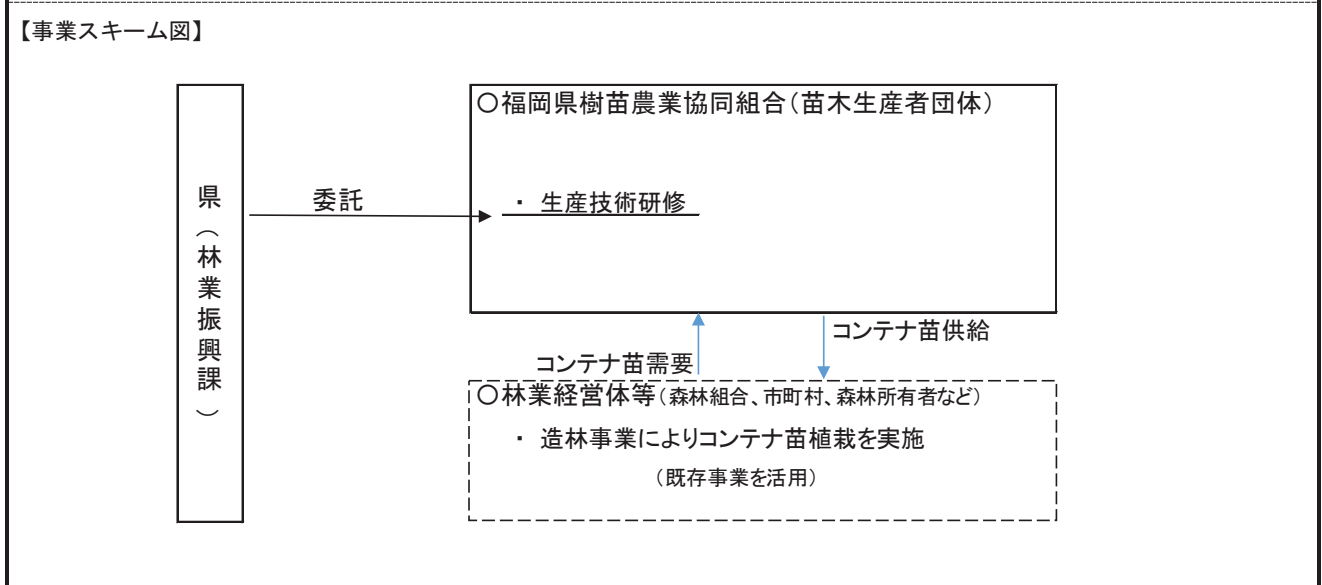 【事業スキーム図】
県（林業振興課）
委託
○福岡県樹苗農業協同組合（苗木生産者団体）
・ 生産技術研修
コンテナ苗需要
コンテナ苗供給
○林業経営体等（森林組合、市町村、森林所有者など）
・ 造林事業によりコンテナ苗植栽を実施
（既存事業を活用）